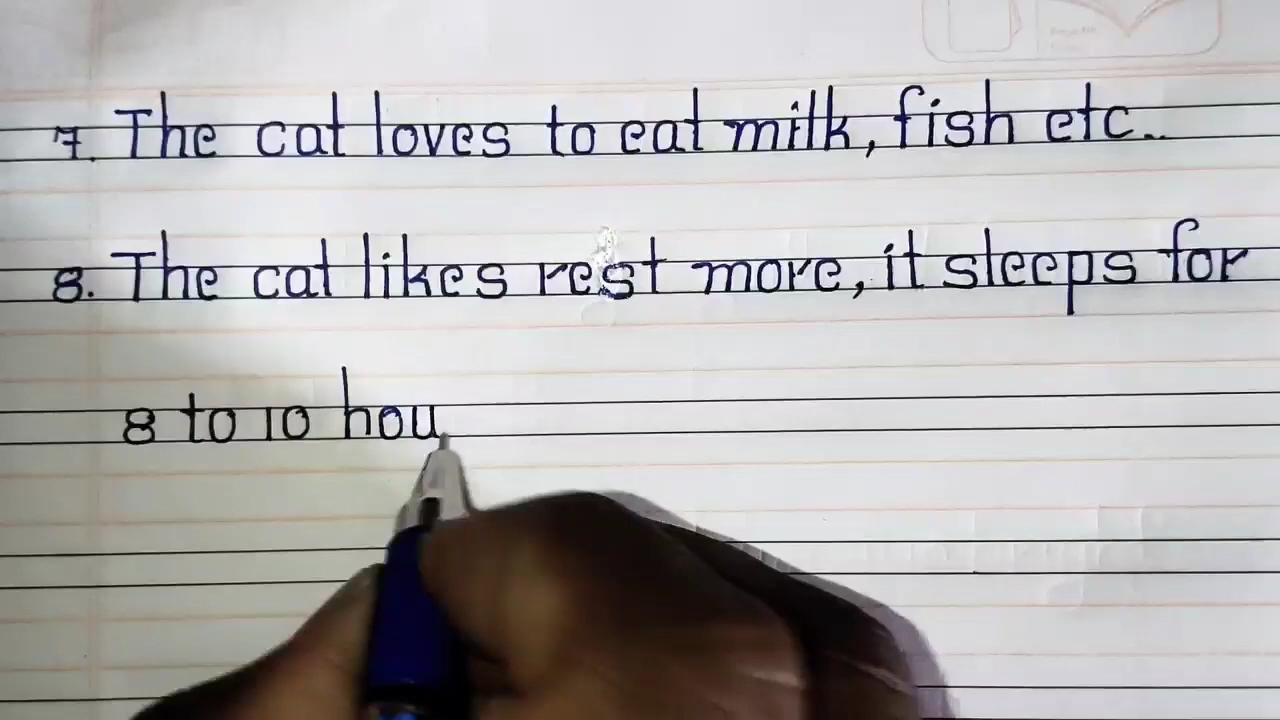 7. The cat loves to eat milk, fish etc..
8. The cat likes rest more, it sleeps for
8 to 10 hou